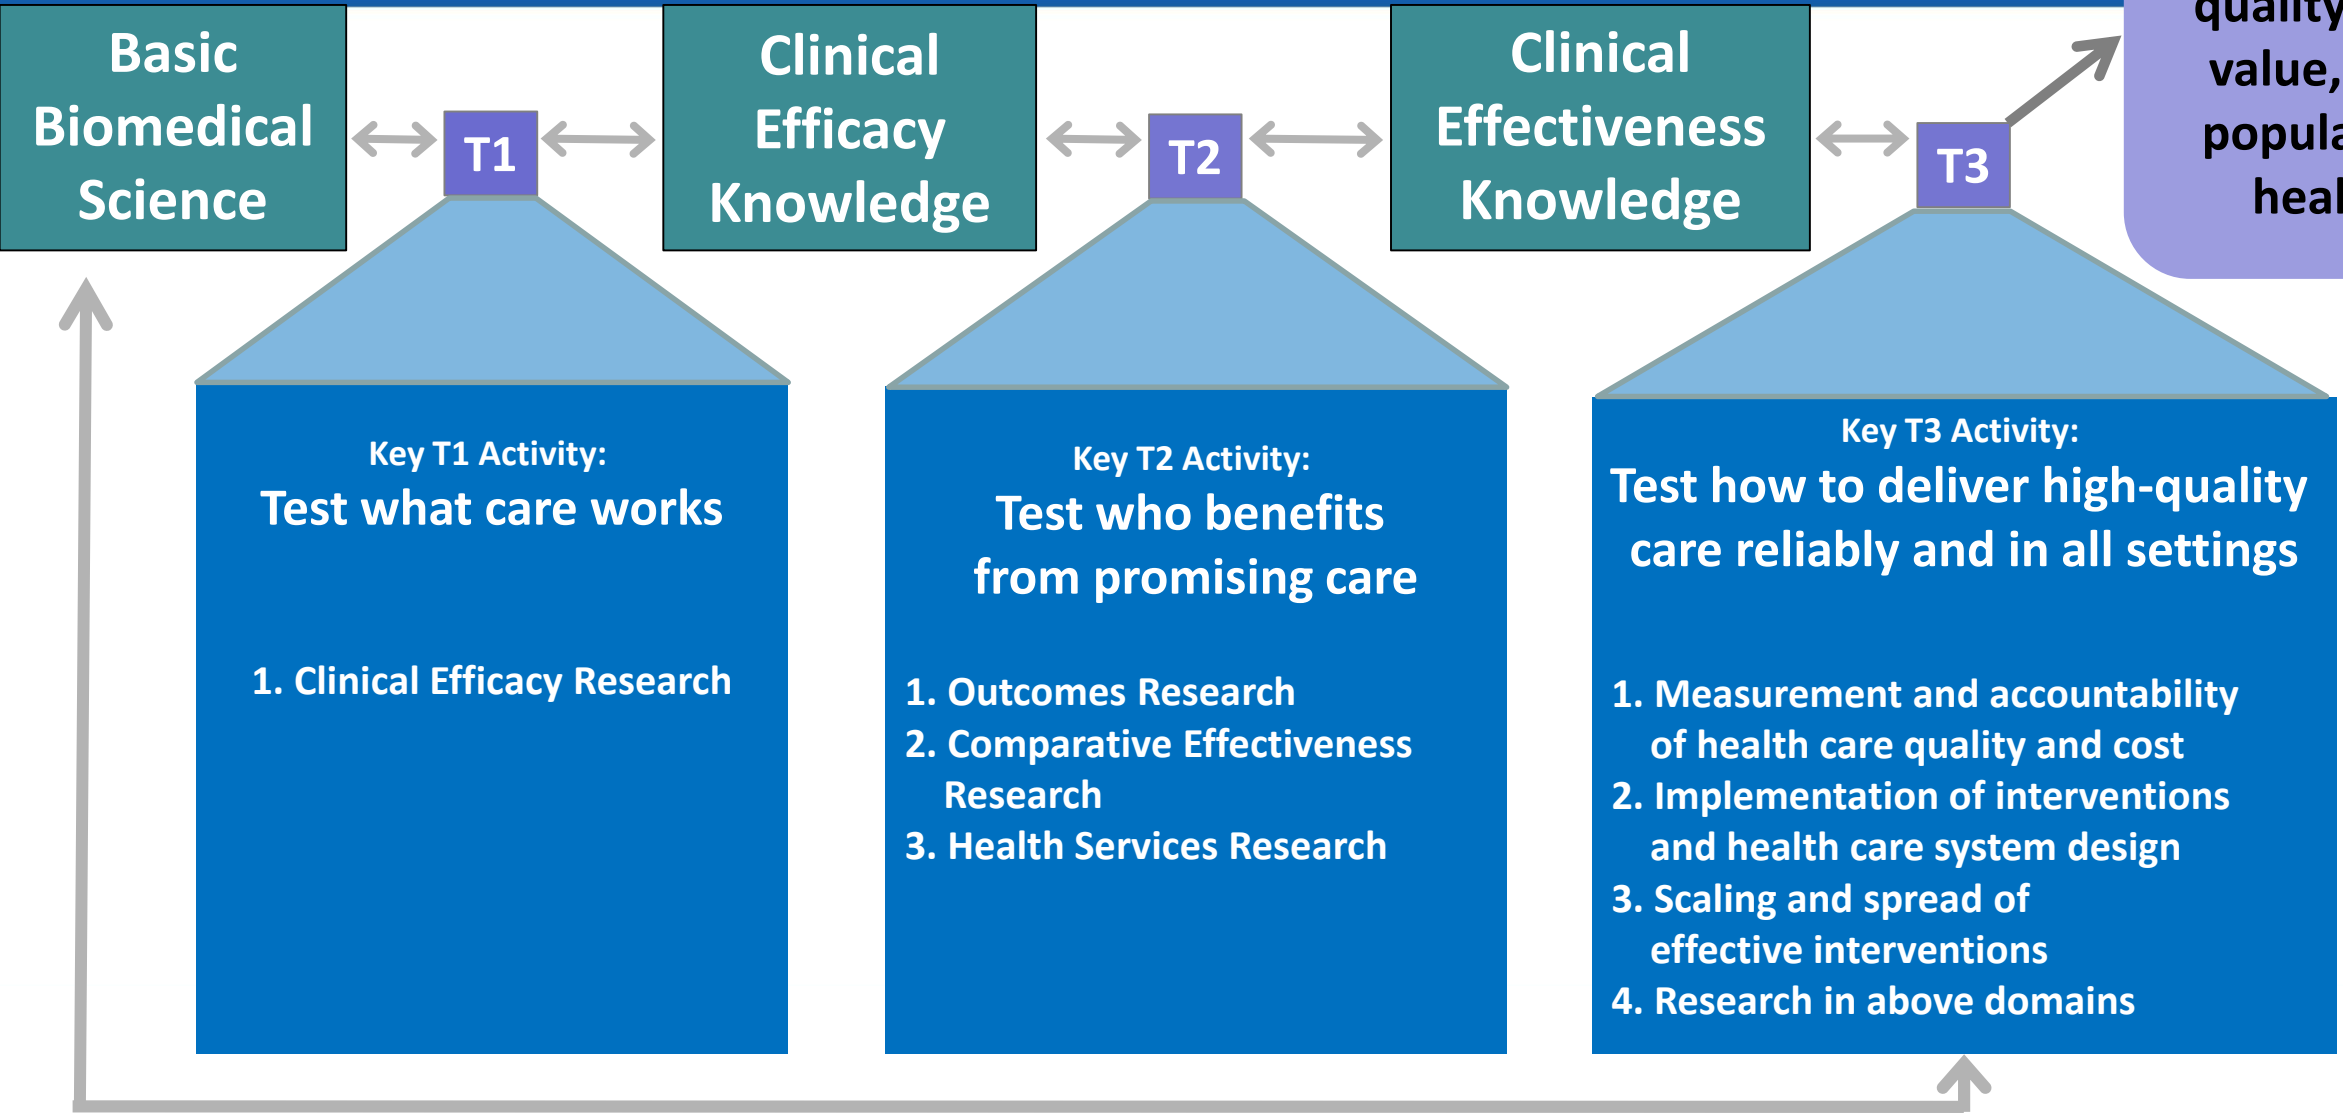 Basic
Biomedical
Science
T1
Clinical
Efficacy
Knowledge
T2
Clinical
Effectiveness
Knowledge
T3
quality
value,
Key T1 Activity:
Test what care works
1. Clinical Efficacy Research
Key T2 Activity:
Test who benefits
from promising care
1. Outcomes Research
2. Comparative Effectiveness
Research
3. Health Services Research
Key T3 Activity:
Test how to deliver high-quality
care reliably and in all settings
1. Measurement and accountability
of health care quality and cost
2. Implementation of interventions
and health care system design
3. Scaling and spread of
effective interventions
4. Research in above domains